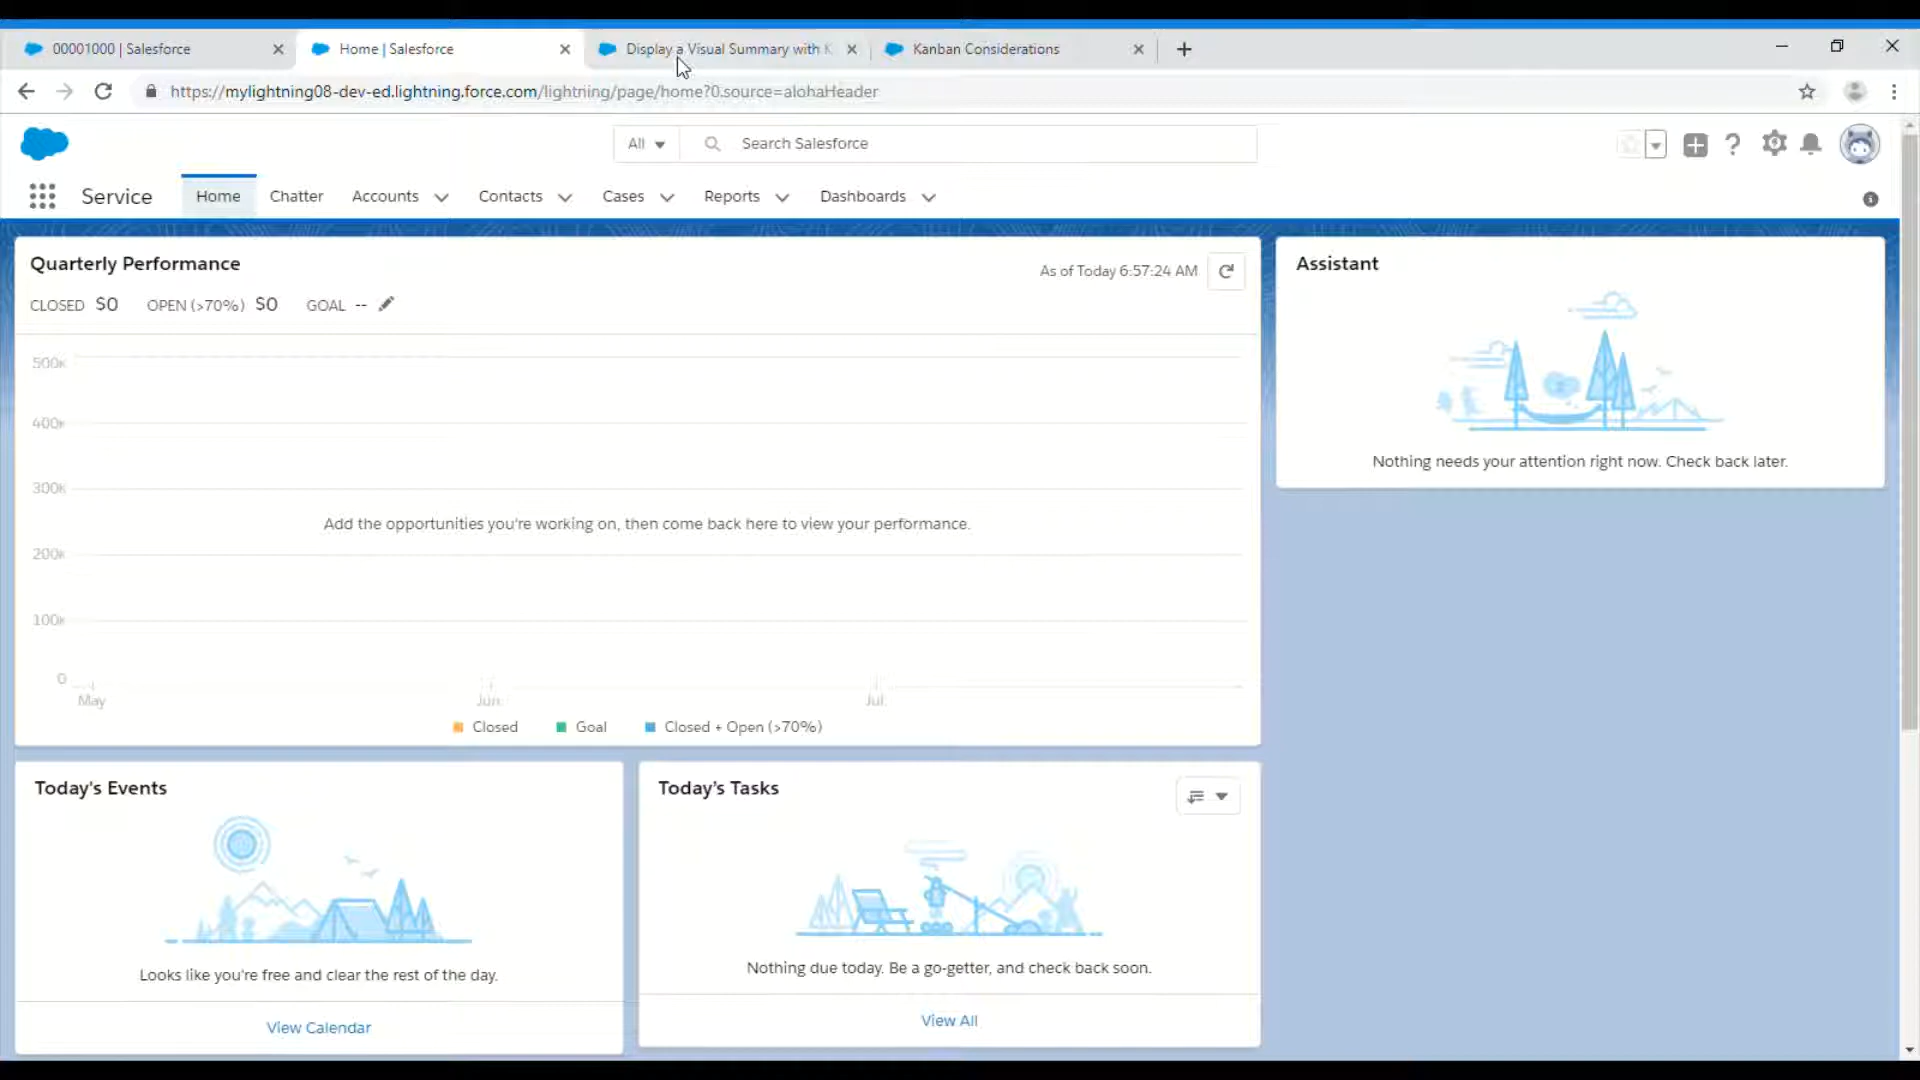 00001000 | Salesforce
Home | Salesforce
Display a Visual Summary with K
Kanban Considerations
https://mylightning08-dev-ed.lightning.force.com/lightning/page/home?0.source=alohaHeader
All
Search Salesforce
Service
Home
Chatter
Accounts
Contacts
Cases
Reports
Dashboards
Quarterly Performance
As of Today 6:57:24 AM
CLOSED $0 OPEN (>70%) $0 GOAL --
500K
400K
300K
200K
100K
0
Add the opportunities you're working on, then come back here to view your performance.
May
Jun
Jul
Closed
Goal
Closed + Open (>70%)
Assistant
Nothing needs your attention right now. Check back later.
Today's Events
Looks like you're free and clear the rest of the day.
View Calendar
Today's Tasks
Nothing due today. Be a go-getter, and check back soon.
View All